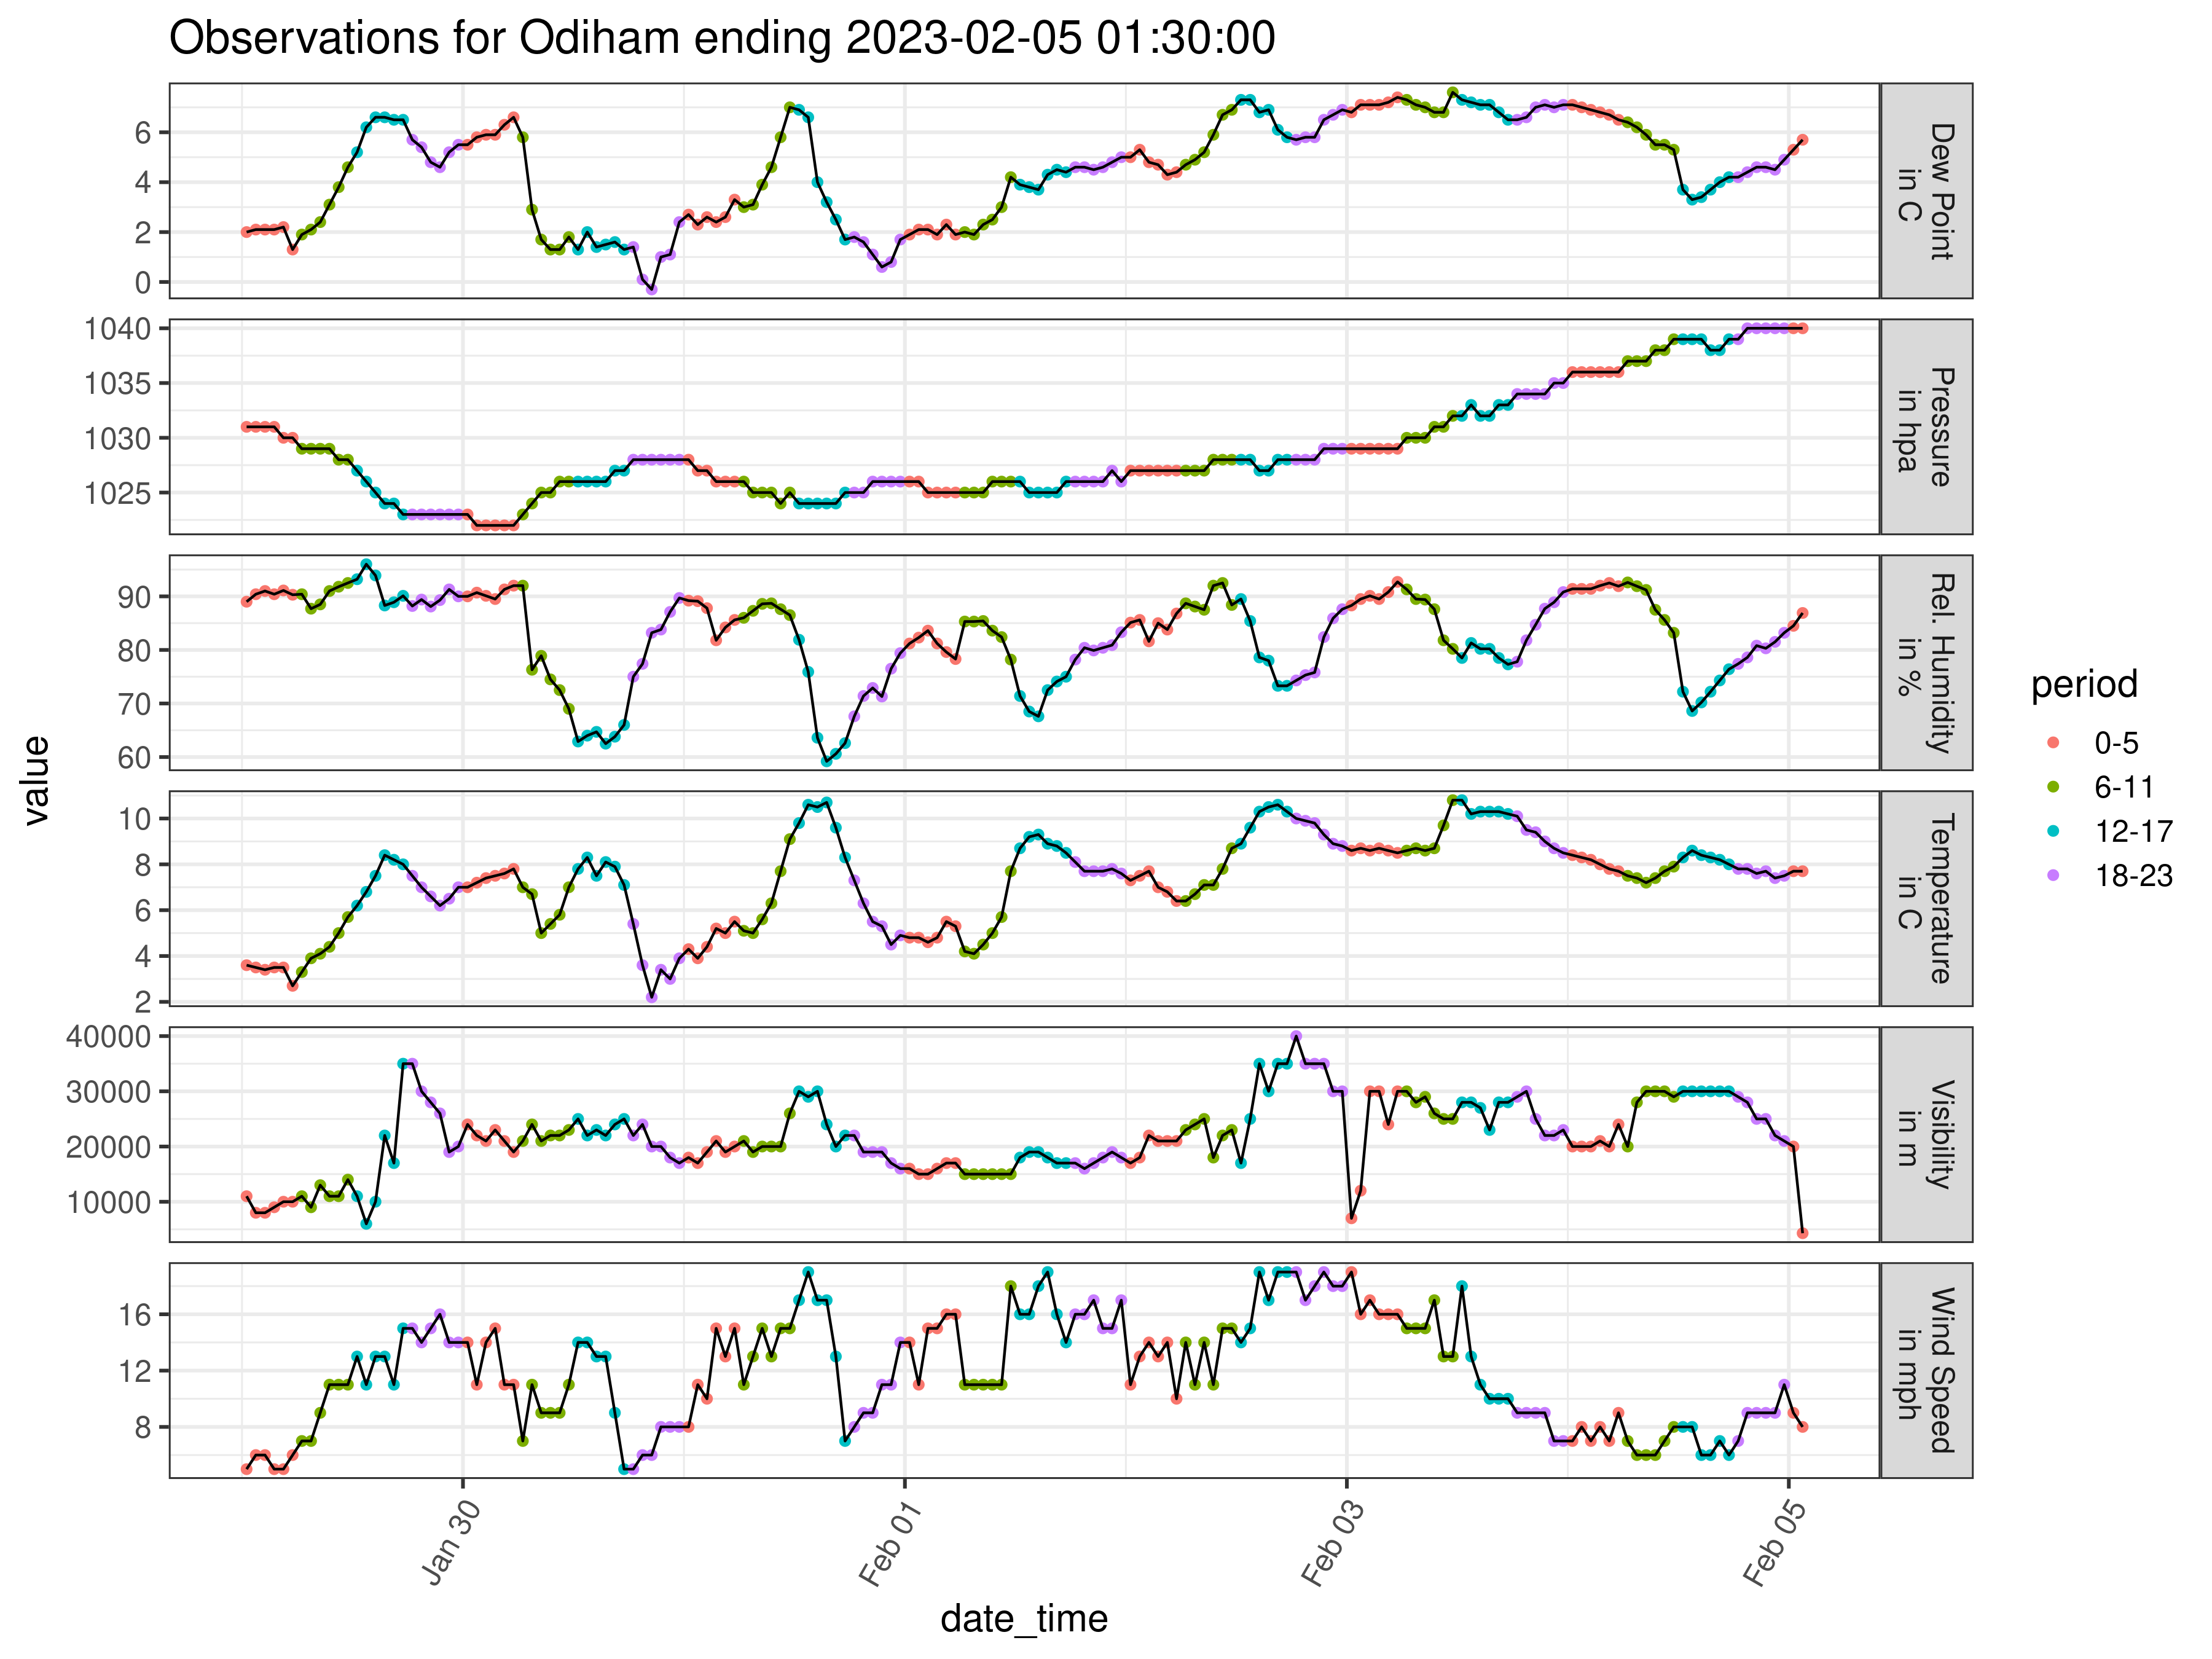 Observations for Odiham ending 2023-02-05 01:30:00
value
6
4
2
0
Dew Point
in C
1040
1035
1030
1025
Pressure
in hpa
90
80
70
60
Rel. Humidity
in %
10
8
6
4
2
Temperature
in C
40000
30000
20000
10000
Visibility
in m
16
12
8
Wind Speed
in mph
Jan 30
Feb 01
Feb 03
Feb 05
date_time
period
0-5
6-11
12-17
18-23